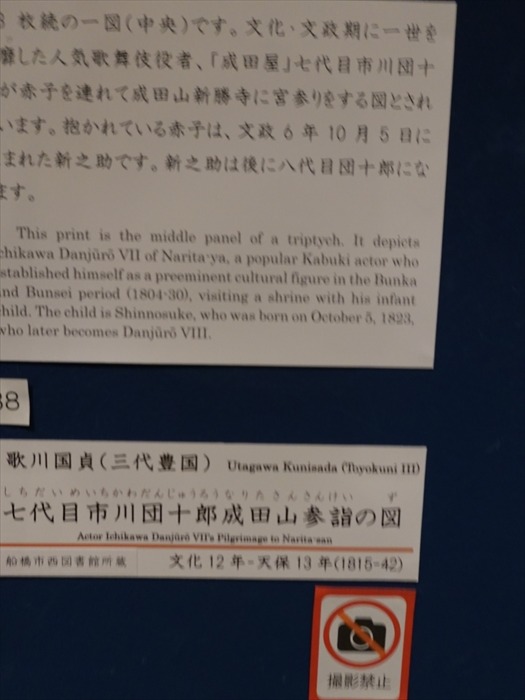 枚続の一図(中央)です。文化・文政期に一世を
靡した人気歌舞伎役者、「成田屋」七代目市川団十
が赤子を連れて成田山新勝寺に宮参りをする図とされ
います。抱かれている赤子は、文政6年10月5日に
まれた新之助です。新之助は後に八代目団十郎にな
ます。
This print is the middle panel of a triptych. It depicts
chikawa Danjūrō VII of Narita-ya, a popular Kabuki actor who
stablished himself as a preeminent cultural figure in the Bunka
nd Bunsei period (1804-30), visiting a shrine with his infant
hild. The child is Shinnosuke, who was born on October 5, 1823,
who later becomes Danjūrō VIII.
38
歌川国貞(三代豊国) Utagawa Kunisada (Toyokuni III)
しちだいめいちかわだんじゅうろうなりたさんさんけい ず
七代目市川団十郎成田山参詣の図
Actor Ichikawa Danjūrō VII's Pilgrimage to Narita-san
船橋市西図書館所蔵 文化12年-天保13年(1815-42)
撮影禁止